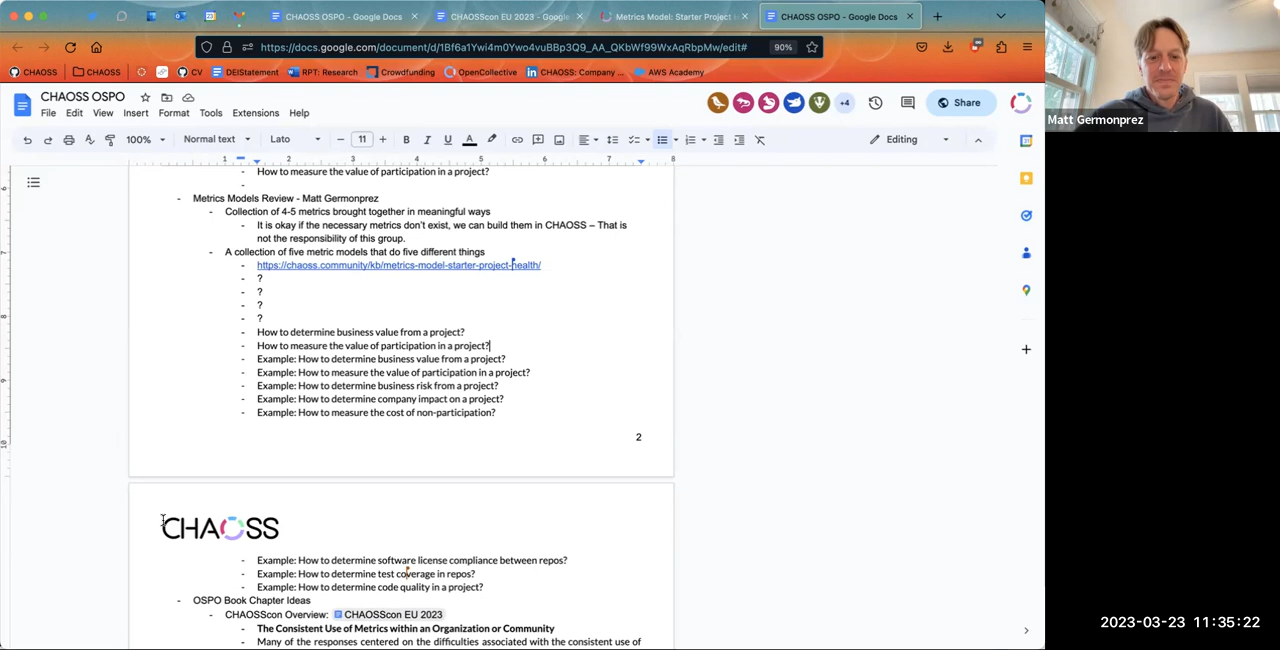 CHAOSS OSPO - Google Docs
CHAOSScon EU 2023 - Google
Metrics Model: Starter Project
CHAOSS OSPO - Google Docs
https://docs.google.com/document/d/1Bf6a1Ywi4m0Ywo4vuBBp3Q9_AA_QKbWf99WxAqRbpMw/edit#
90%
CHAOSS
CHAOSS
CV
DEIStatement
RPT: Research
Crowdfunding
OpenCollective
CHAOSS: Company ...
AWS Academy
Matt Germonprez
CHAOSS OSPO
File Edit View Insert Format Tools Extensions Help
+4
Share
100%
Normal text
Lato
11
Editing
1 2 3 4 5 6 7 8
- How to measure the value of participation in a project?
-
- Metrics Models Review - Matt Germonprez
- Collection of 4-5 metrics brought together in meaningful ways
- It is okay if the necessary metrics don't exist, we can build them in CHAOSS – That is
not the responsibility of this group.
- A collection of five metric models that do five different things
- https://chaoss.community/kb/metrics-model-starter-project-health/
- ?
- ?
- ?
- ?
- How to determine business value from a project?
- How to measure the value of participation in a project?
- Example: How to determine business value from a project?
- Example: How to measure the value of participation in a project?
- Example: How to determine business risk from a project?
- Example: How to determine company impact on a project?
- Example: How to measure the cost of non-participation?
2
CHAOSS
- Example: How to determine software license compliance between repos?
- Example: How to determine test coverage in repos?
- Example: How to determine code quality in a project?
- OSPO Book Chapter Ideas
- CHAOSScon Overview: CHAOSScon EU 2023
- The Consistent Use of Metrics within an Organization or Community
- Many of the responses centered on the difficulties associated with the consistent use of
2023-03-23 11:35:22